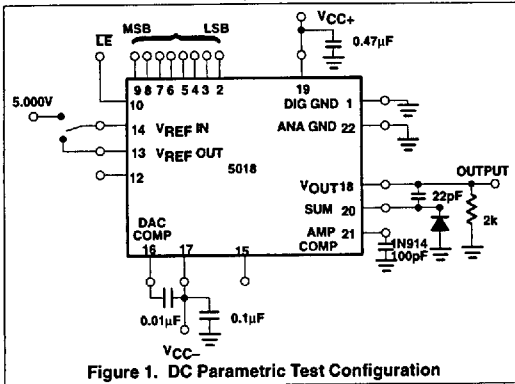 VCC+
MSB LSB
LE
0.47μF
9 8 7 6 5 4 3 2
19
10
DIG GND 1
5.000V
14 VREF IN
ANA GND 22
13 VREF OUT
12
5018
OUTPUT
VOUT 18
22pF
SUM 20
2k
DAC COMP
AMP COMP 21
1N914
100pF
16 17 15
0.01μF
0.1μF
VCC–
Figure 1. DC Parametric Test Configuration